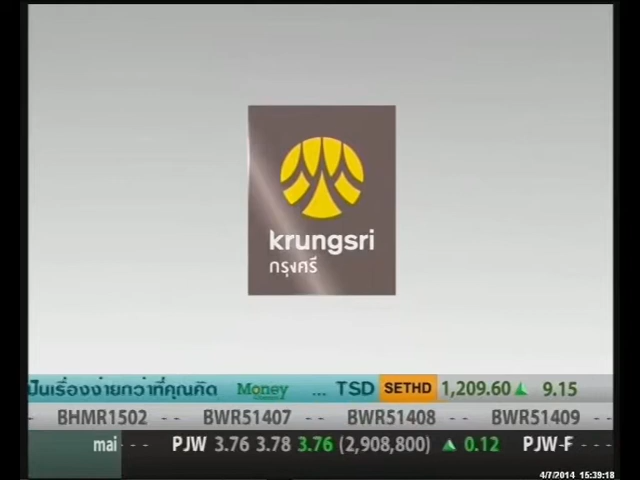 krungsri
กรุงศรี
เป็นเรื่องง่ายกว่าที่คุณคิด Money ... TSD SETHD 1,209.60 ▲ 9.15
- - BHMR1502 - - BWR51407 - - BWR51408 - - BWR51409 - -
mai - - - PJW 3.76 3.78 3.76 (2,908,800) ▲ 0.12 PJW-F - - -
4/7/2014 15:39:18